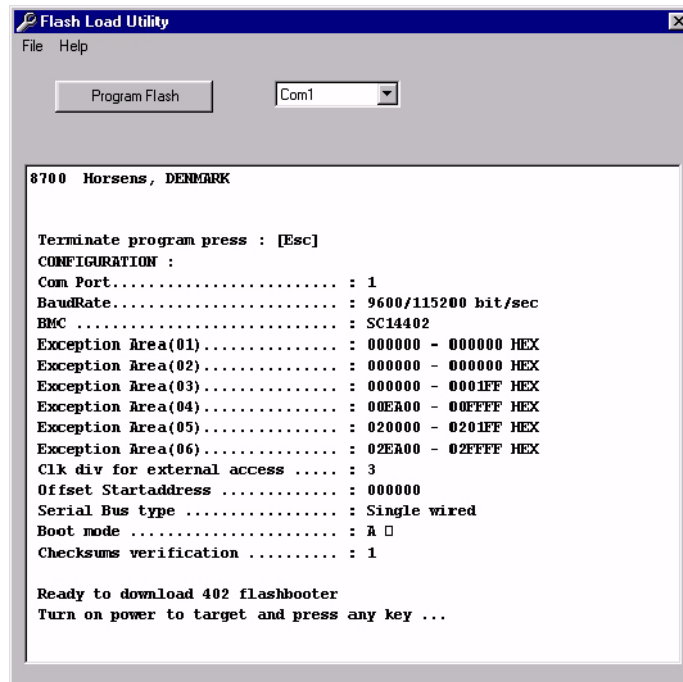 Flash Load Utility
File Help
Program Flash
Com1
8700 Horsens, DENMARK
Terminate program press : [Esc]
CONFIGURATION :
Com Port......................... : 1
BaudRate......................... : 9600/115200 bit/sec
BMC ............................. : SC14402
Exception Area(01)............... : 000000 - 000000 HEX
Exception Area(02)............... : 000000 - 000000 HEX
Exception Area(03)............... : 000000 - 0001FF HEX
Exception Area(04)............... : 00EA00 - 00FFFF HEX
Exception Area(05)............... : 020000 - 0201FF HEX
Exception Area(06)............... : 02EA00 - 02FFFF HEX
Clk div for external access ..... : 3
Offset Startaddress ............. : 000000
Serial Bus type ................. : Single wired
Boot mode ....................... : A □
Checksums verification .......... : 1
Ready to download 402 flashbooter
Turn on power to target and press any key ...